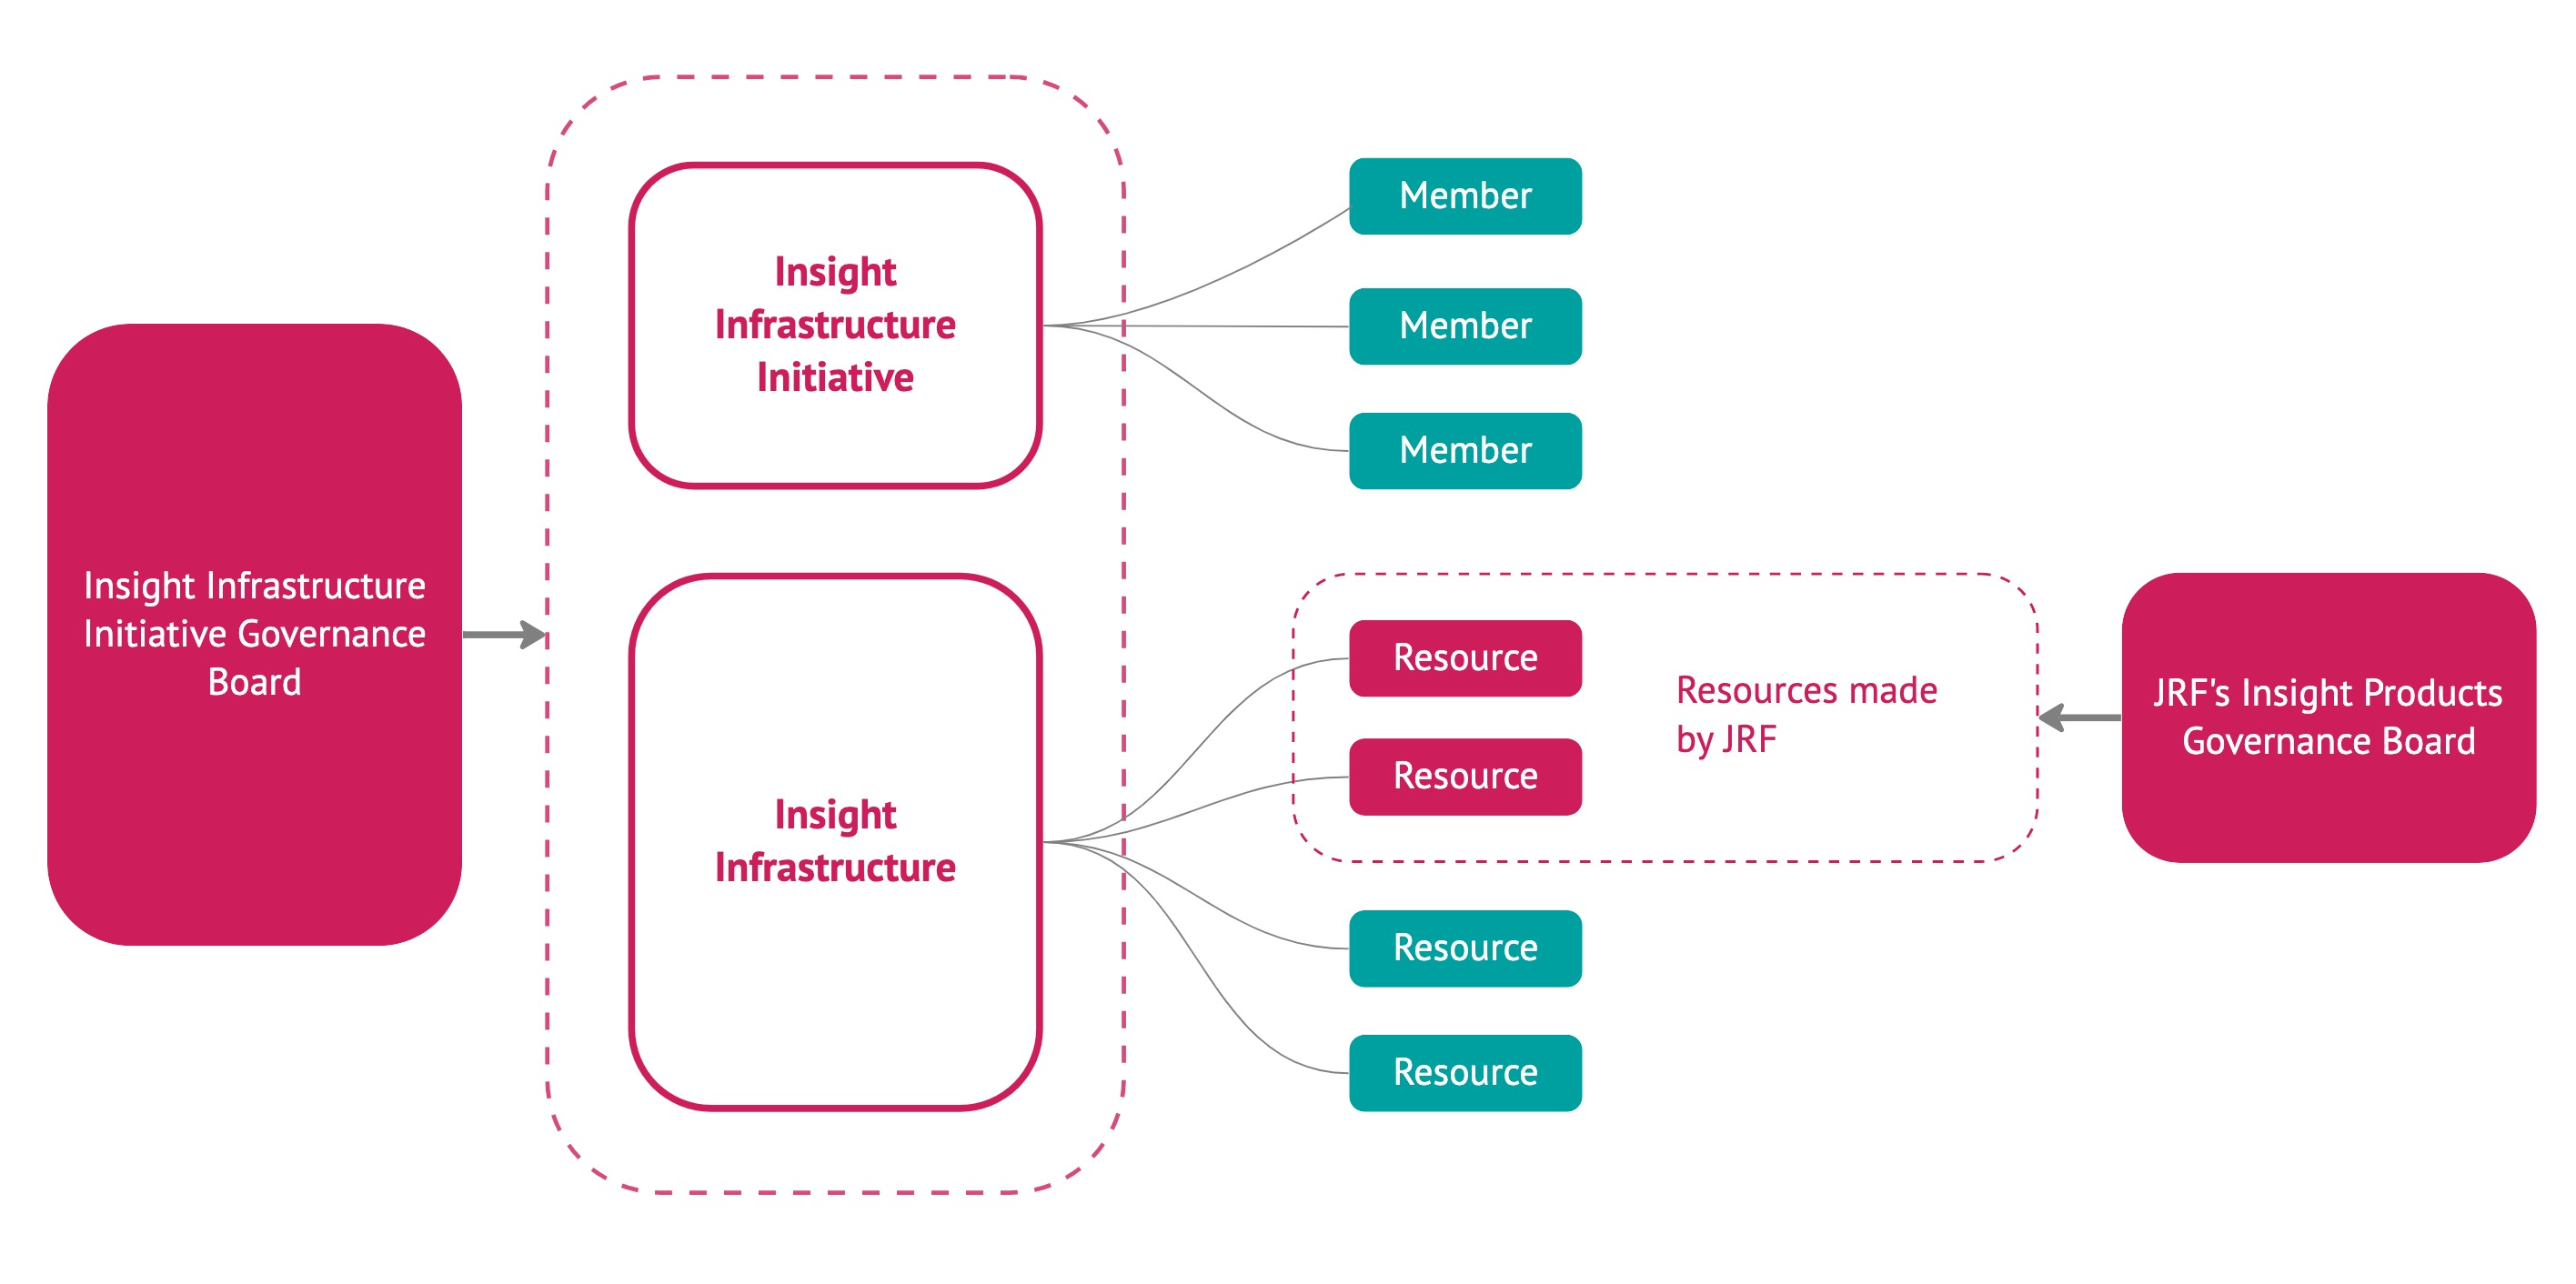 Insight Infrastructure
Initiative Governance
Board
Insight
Infrastructure
Initiative
Member
Member
Member
Insight
Infrastructure
Resource
Resource
Resource
Resource
Resources made
by JRF
JRF's Insight Products
Governance Board